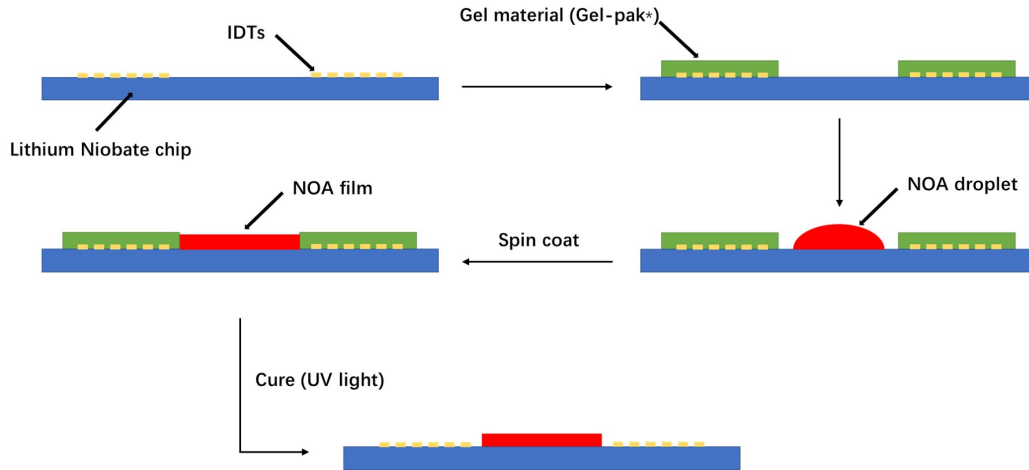 Gel material (Gel-pak*)
IDTs
Lithium Niobate chip
NOA film
NOA droplet
Spin coat
Cure (UV light)